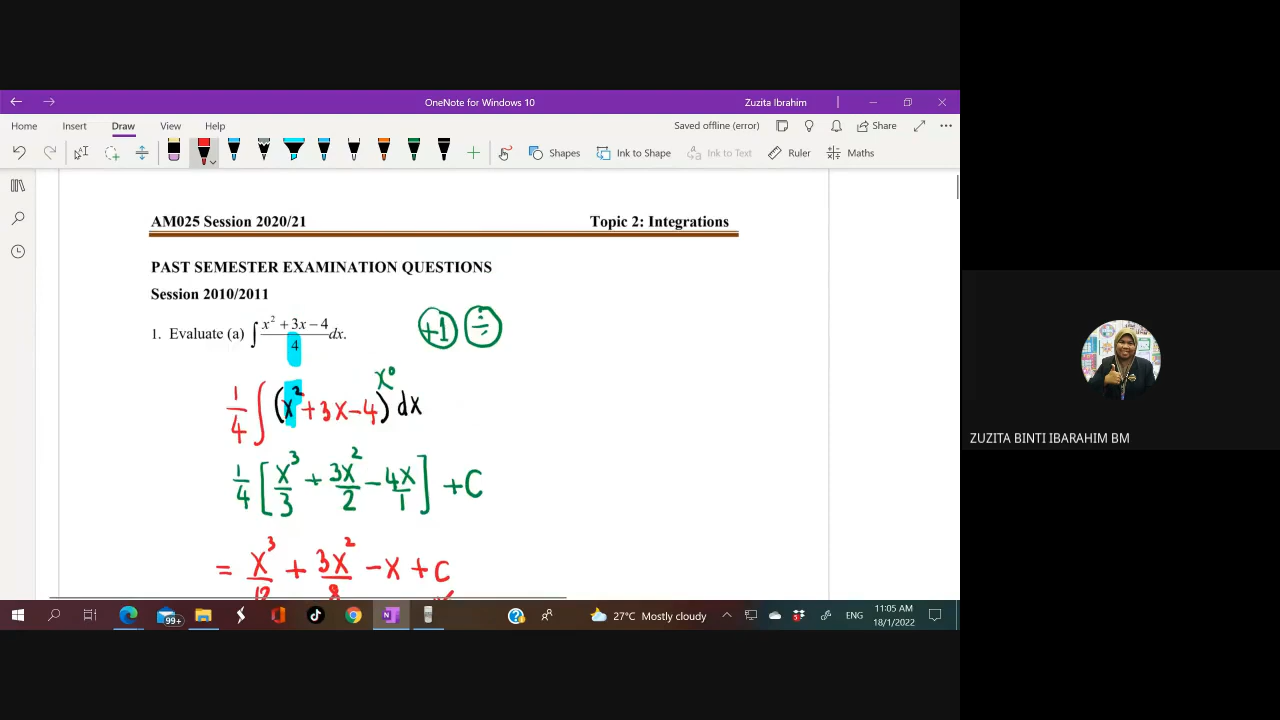 OneNote for Windows 10
Zuzita Ibrahim
Home Insert Draw View Help
Saved offline (error) Share
Shapes Ink to Shape Ink to Text Ruler Maths
AM025 Session 2020/21 Topic 2: Integrations
PAST SEMESTER EXAMINATION QUESTIONS
Session 2010/2011
1. Evaluate (a) ∫ (x² + 3x − 4)/4 dx.
+1 ÷
x⁰
1/4 ∫ (x² + 3x − 4) dx
1/4 [x³/3 + 3x²/2 − 4x/1] + C
= x³/12 + 3x²/8 − x + C
ZUZITA BINTI IBARAHIM BM
99+
27°C Mostly cloudy
ENG
11:05 AM
18/1/2022